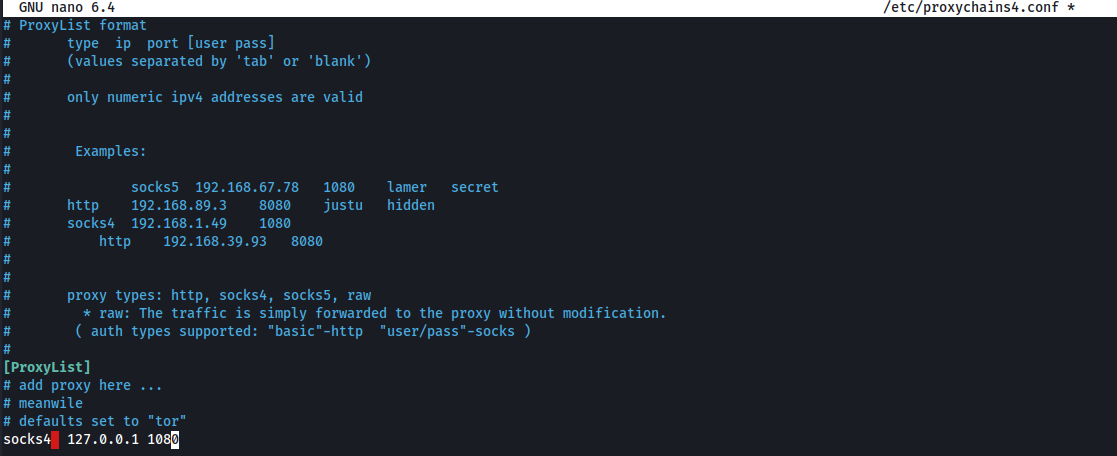 GNU nano 6.4 /etc/proxychains4.conf *
# ProxyList format
#       type  ip  port [user pass]
#       (values separated by 'tab' or 'blank')
#
#       only numeric ipv4 addresses are valid
#
#
#        Examples:
#
#               socks5  192.168.67.78   1080    lamer   secret
#       http    192.168.89.3    8080    justu   hidden
#       socks4  192.168.1.49    1080
#           http    192.168.39.93   8080
#
#
#       proxy types: http, socks4, socks5, raw
#         * raw: The traffic is simply forwarded to the proxy without modification.
#        ( auth types supported: "basic"-http  "user/pass"-socks )
#
[ProxyList]
# add proxy here ...
# meanwile
# defaults set to "tor"
socks4  127.0.0.1 1080